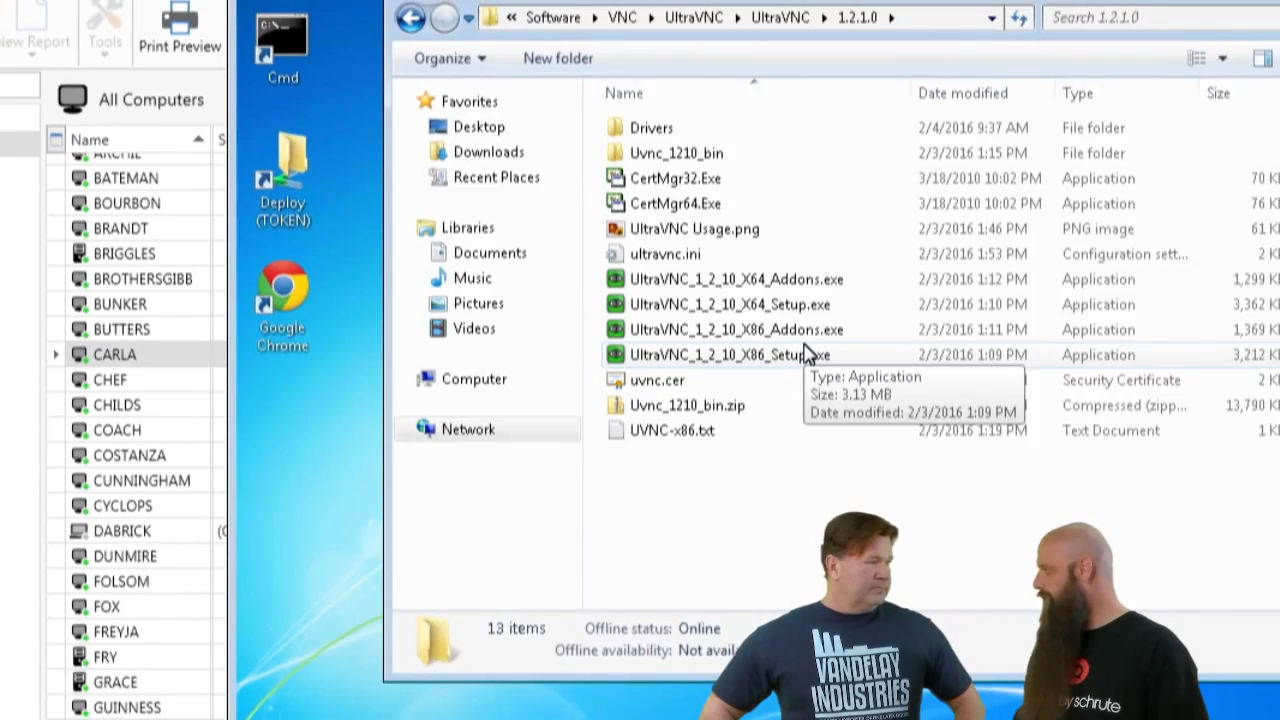 New Report
Tools
Print Preview
All Computers
Name
S
ARCHIE
BATEMAN
BOURBON
BRANDT
BRIGGLES
BROTHERSGIBB
BUNKER
BUTTERS
CARLA
CHEF
CHILDS
COACH
COSTANZA
CUNNINGHAM
CYCLOPS
DABRICK
(C
DUNMIRE
FOLSOM
FOX
FREYJA
FRY
GRACE
GUINNESS
C:\_
Cmd
Deploy
(TOKEN)
Google
Chrome
« Software VNC UltraVNC UltraVNC 1.2.1.0
Search 1.2.1.0
Organize New folder
Favorites
Desktop
Downloads
Recent Places
Libraries
Documents
Music
Pictures
Videos
Computer
Network
Name Date modified Type Size
Drivers 2/4/2016 9:37 AM File folder
Uvnc_1210_bin 2/3/2016 1:15 PM File folder
CertMgr32.Exe 3/18/2010 10:02 PM Application 70 K
CertMgr64.Exe 3/18/2010 10:02 PM Application 76 K
UltraVNC Usage.png 2/3/2016 1:46 PM PNG image 61 K
ultravnc.ini 2/3/2016 1:53 PM Configuration sett... 2 K
UltraVNC_1_2_10_X64_Addons.exe 2/3/2016 1:12 PM Application 1,299 K
UltraVNC_1_2_10_X64_Setup.exe 2/3/2016 1:10 PM Application 3,362 K
UltraVNC_1_2_10_X86_Addons.exe 2/3/2016 1:11 PM Application 1,369 K
UltraVNC_1_2_10_X86_Setup.exe 2/3/2016 1:09 PM Application 3,212 K
uvnc.cer Security Certificate 2 K
Uvnc_1210_bin.zip Compressed (zipp... 13,790 K
UVNC-x86.txt 2/3/2016 1:19 PM Text Document 1 K
Type: Application
Size: 3.13 MB
Date modified: 2/3/2016 1:09 PM
13 items Offline status: Online
Offline availability: Not avail
VANDELAY
INDUSTRIES
by schrute